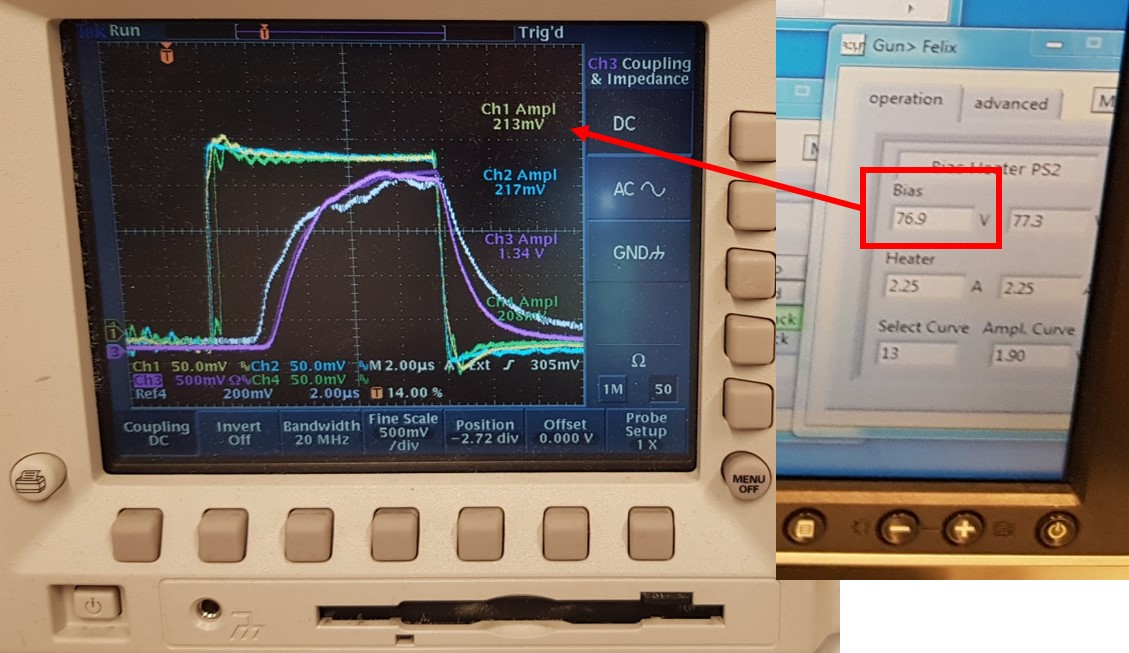 Tek Run
Trig'd
Ch3 Coupling
& Impedance
Ch1 Ampl
213mV
DC
Ch2 Ampl
217mV
AC
Ch3 Ampl
1.34 V
GND
Ch4 Ampl
208mV
1
3
Ch1 50.0mV Ch2 50.0mV M 2.00µs A Ext 305mV
Ch3 500mV Ω Ch4 50.0mV
Ref4 200mV 2.00µs T 14.00 %
Ω
1M 50
Coupling
DC
Invert
Off
Bandwidth
20 MHz
Fine Scale
500mV
/div
Position
−2.72 div
Offset
0.000 V
Probe
Setup
1 X
MENU
OFF
Gun> Felix
operation advanced M
Bias Heater PS2
Bias
76.9 V 77.3
Heater
2.25 A 2.25
Select Curve Ampl. Curve
13 1.90